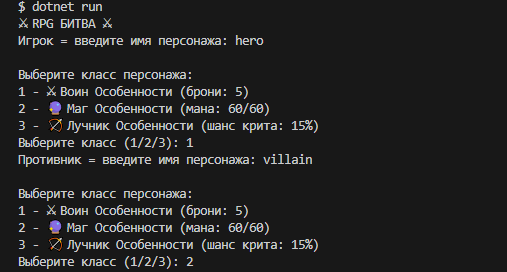 $ dotnet run
⚔ RPG БИТВА ⚔
Игрок = введите имя персонажа: hero
Выберите класс персонажа:
1 - ⚔ Воин Особенности (брони: 5)
2 - 🔮 Маг Особенности (мана: 60/60)
3 - 🏹 Лучник Особенности (шанс крита: 15%)
Выберите класс (1/2/3): 1
Противник = введите имя персонажа: villain
Выберите класс персонажа:
1 - ⚔ Воин Особенности (брони: 5)
2 - 🔮 Маг Особенности (мана: 60/60)
3 - 🏹 Лучник Особенности (шанс крита: 15%)
Выберите класс (1/2/3): 2